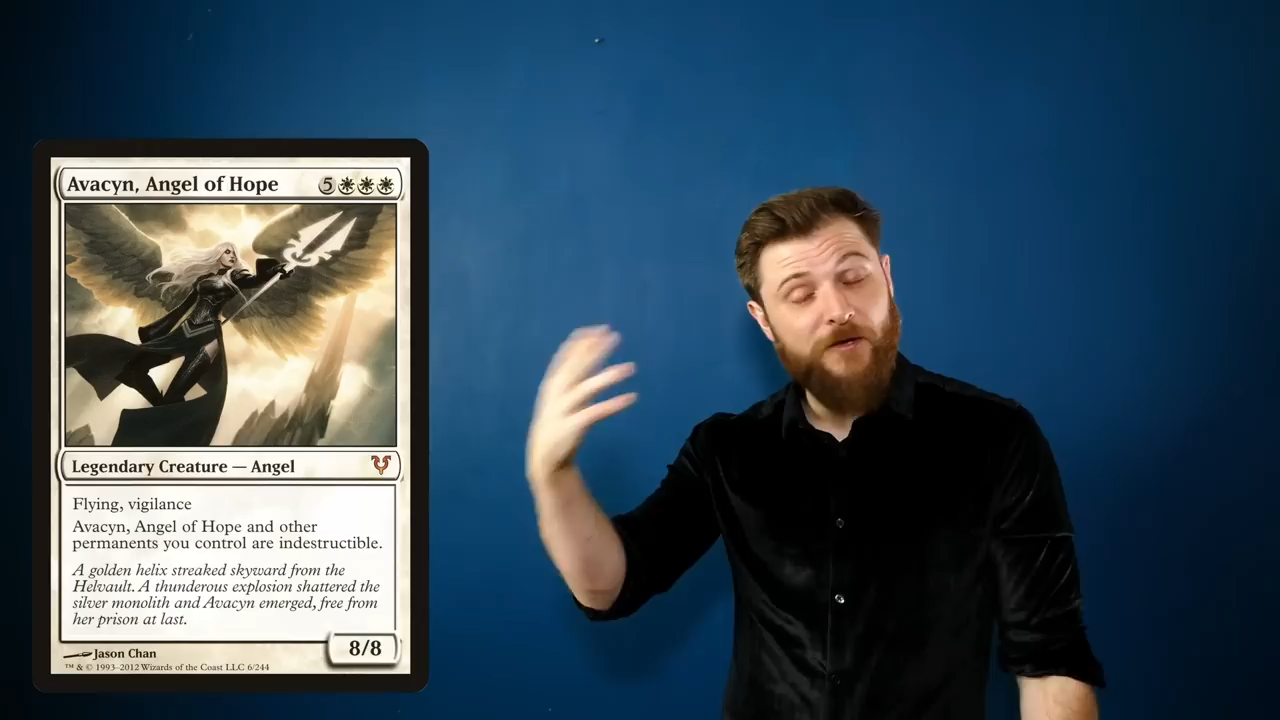 Avacyn, Angel of Hope 5
Legendary Creature — Angel
Flying, vigilance
Avacyn, Angel of Hope and other
permanents you control are indestructible.
A golden helix streaked skyward from the
Helvault. A thunderous explosion shattered the
silver monolith and Avacyn emerged, free from
her prison at last.
8/8
Jason Chan
™ & © 1993–2012 Wizards of the Coast LLC 6/244